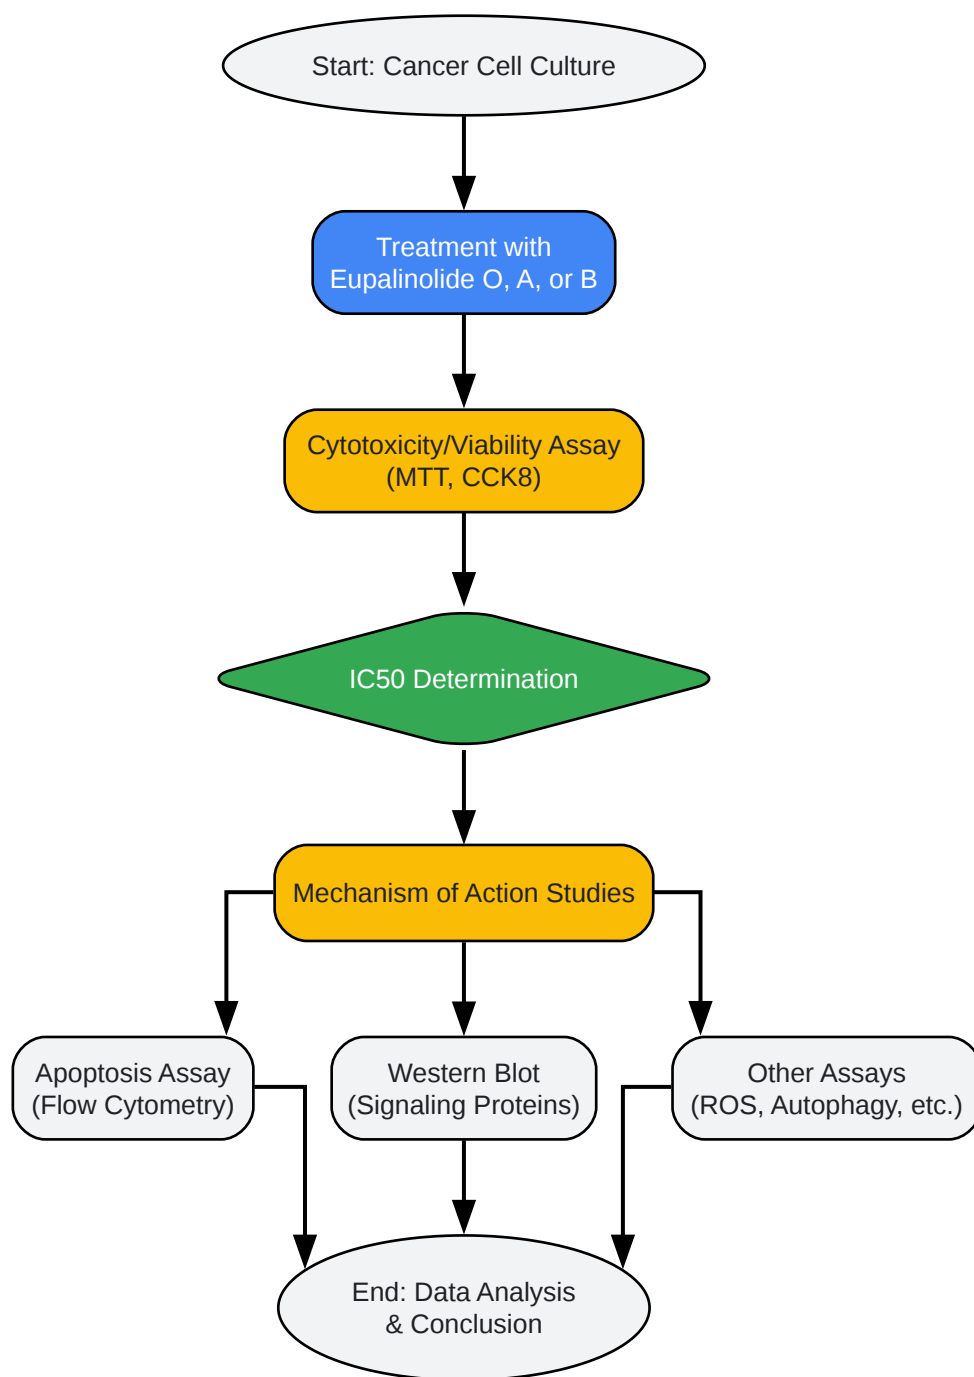 Start: Cancer Cell Culture
Treatment with
Eupalinolide O, A, or B
Cytotoxicity/Viability Assay
(MTT, CCK8)
IC50 Determination
Mechanism of Action Studies
Apoptosis Assay
(Flow Cytometry)
Western Blot
(Signaling Proteins)
Other Assays
(ROS, Autophagy, etc.)
End: Data Analysis
& Conclusion